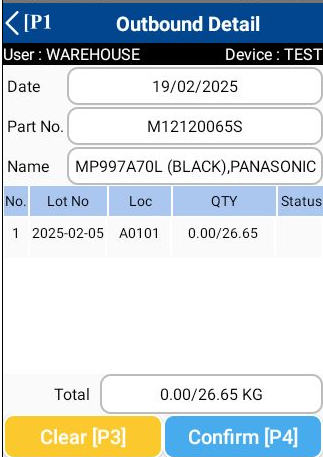 [P1 Outbound Detail
User : WAREHOUSE Device : TEST
Date 19/02/2025
Part No. M12120065S
Name MP997A70L (BLACK),PANASONIC
No. Lot No Loc QTY Status
1 2025-02-05 A0101 0.00/26.65
Total 0.00/26.65 KG
Clear [P3] Confirm [P4]